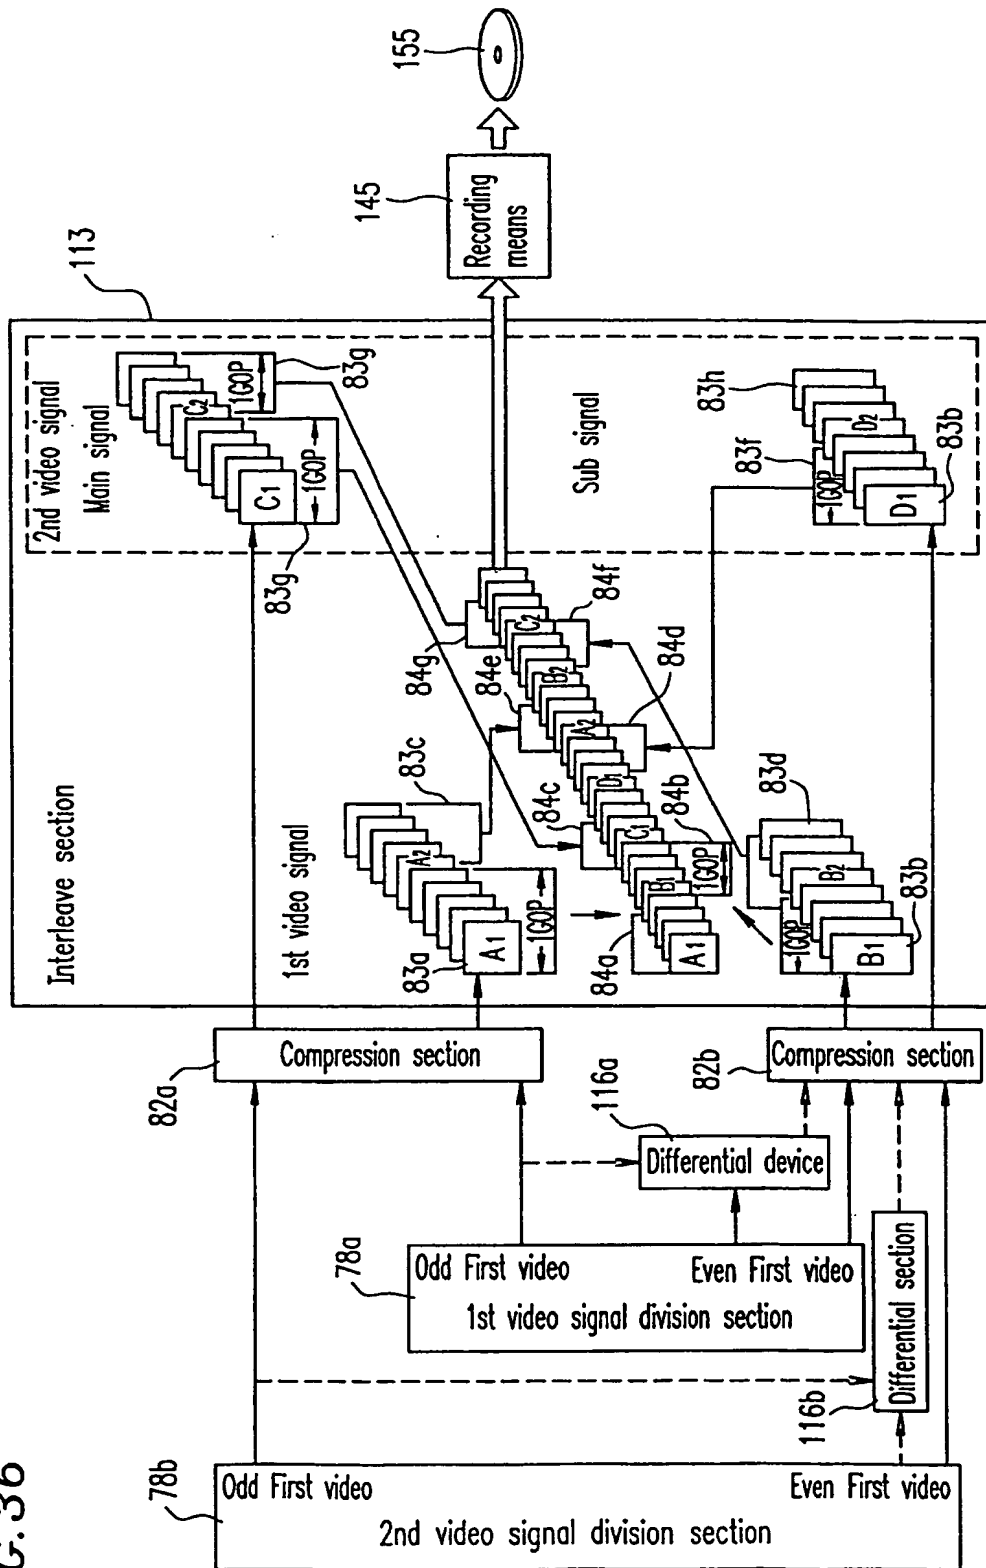 G.36
155
145
Recording
means
113
2nd video signal
Main signal
C1
C2
1GOP
1GOP
83g
83g
Sub signal
83h
83f
D2
1GOP
D1
83b
Interleave section
1st video signal
83c
A2
1GOP
A1
83a
84g
84e
84c
84a
84f
84d
84b
C2
B2
A2
D1
C1
B1
1GOP
A1
83d
B2
1GOP
B1
83b
Compression section
82a
Compression section
82b
116a
Differential device
78a
Odd First video
Even First video
1st video signal division section
Differential section
116b
78b
Odd First video
Even First video
2nd video signal division section